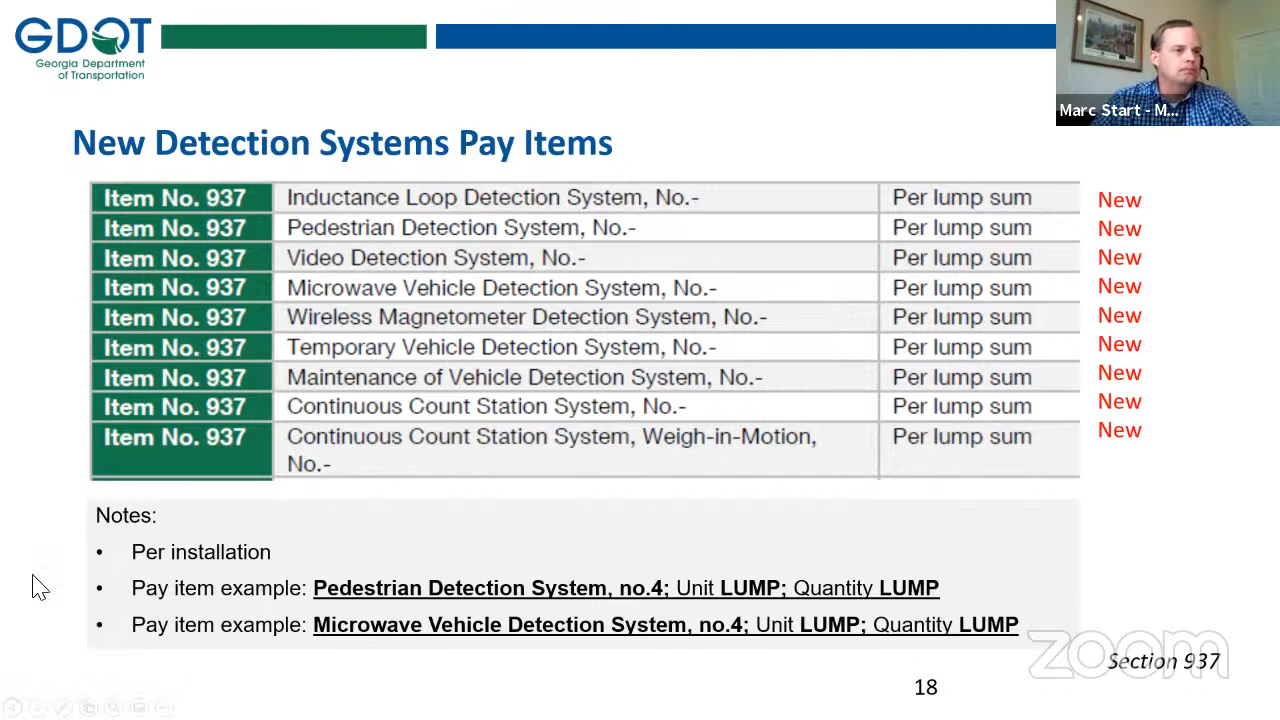 GDOT
Georgia Department
of Transportation
Marc Start - M...
New Detection Systems Pay Items
Item No. 937 Inductance Loop Detection System, No.- Per lump sum New
Item No. 937 Pedestrian Detection System, No.- Per lump sum New
Item No. 937 Video Detection System, No.- Per lump sum New
Item No. 937 Microwave Vehicle Detection System, No.- Per lump sum New
Item No. 937 Wireless Magnetometer Detection System, No.- Per lump sum New
Item No. 937 Temporary Vehicle Detection System, No.- Per lump sum New
Item No. 937 Maintenance of Vehicle Detection System, No.- Per lump sum New
Item No. 937 Continuous Count Station System, No.- Per lump sum New
Item No. 937 Continuous Count Station System, Weigh-in-Motion, Per lump sum New
No.-
Notes:
• Per installation
• Pay item example: Pedestrian Detection System, no.4; Unit LUMP; Quantity LUMP
• Pay item example: Microwave Vehicle Detection System, no.4; Unit LUMP; Quantity LUMP
zoom
Section 937
18